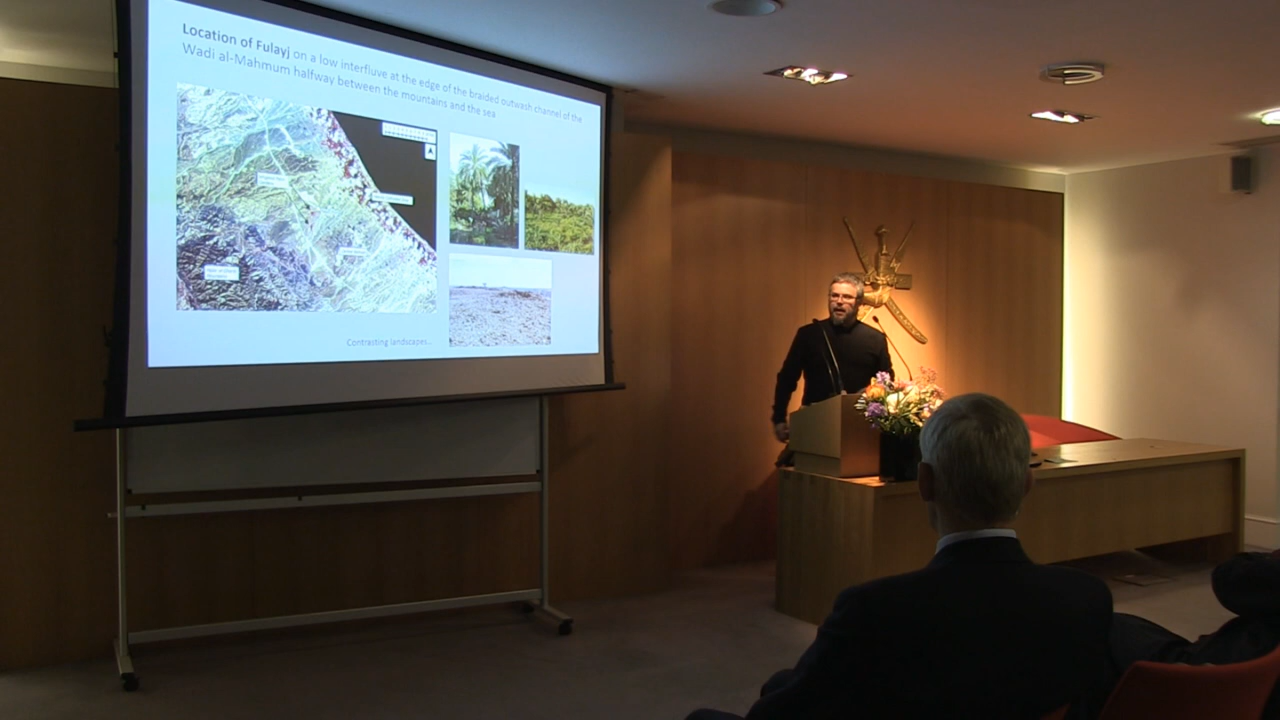 Location of Fulayj on a low interfluve at the edge of the braided outwash channel of the
Wadi al-Mahmum halfway between the mountains and the sea
Contrasting landscapes...